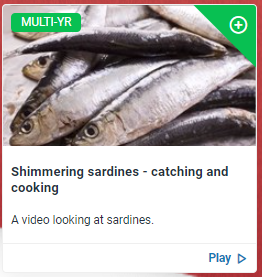 MULTI-YR
Shimmering sardines - catching and
cooking
A video looking at sardines.
Play